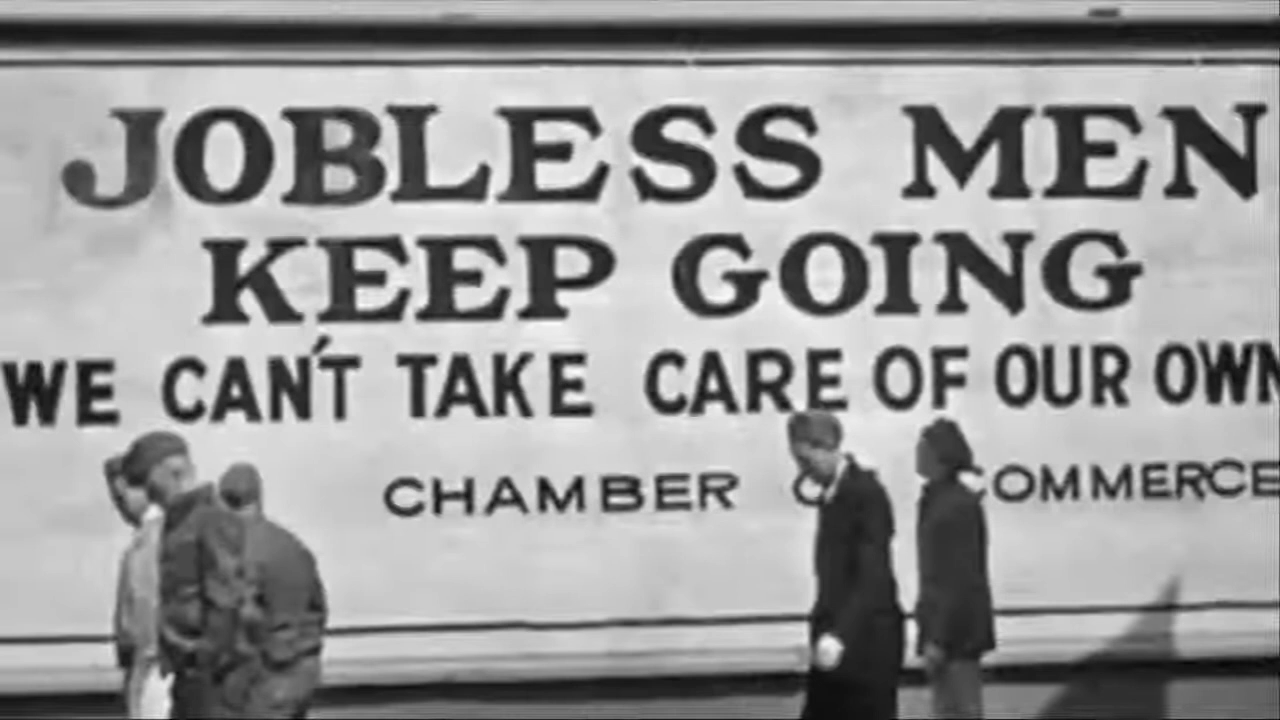 JOBLESS MEN
KEEP GOING
WE CAN'T TAKE CARE OF OUR OWN
CHAMBER O COMMERCE